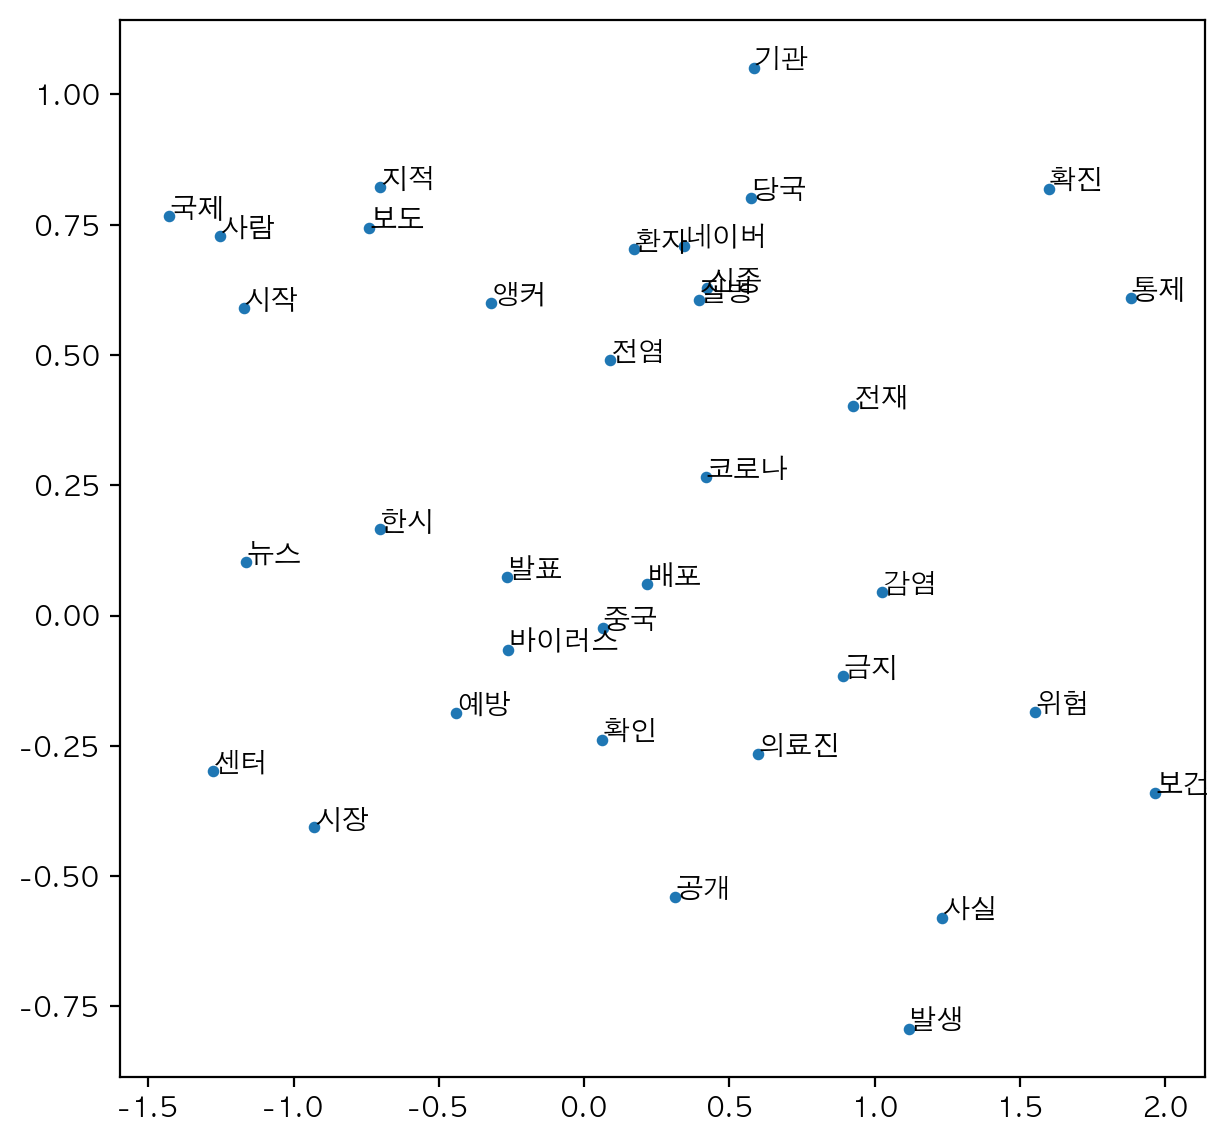 기관
1.00
지적
확진
당국
국제
보도
사람
0.75
네이버
환자
신종
질병
통제
앵커
시작
0.50
전염
전재
코로나
0.25
한시
뉴스
발표
배포
감염
0.00
중국
바이러스
금지
예방
위험
확인
-0.25
의료진
센터
보건
시장
-0.50
공개
사실
-0.75
발생
-1.5 -1.0 -0.5 0.0 0.5 1.0 1.5 2.0